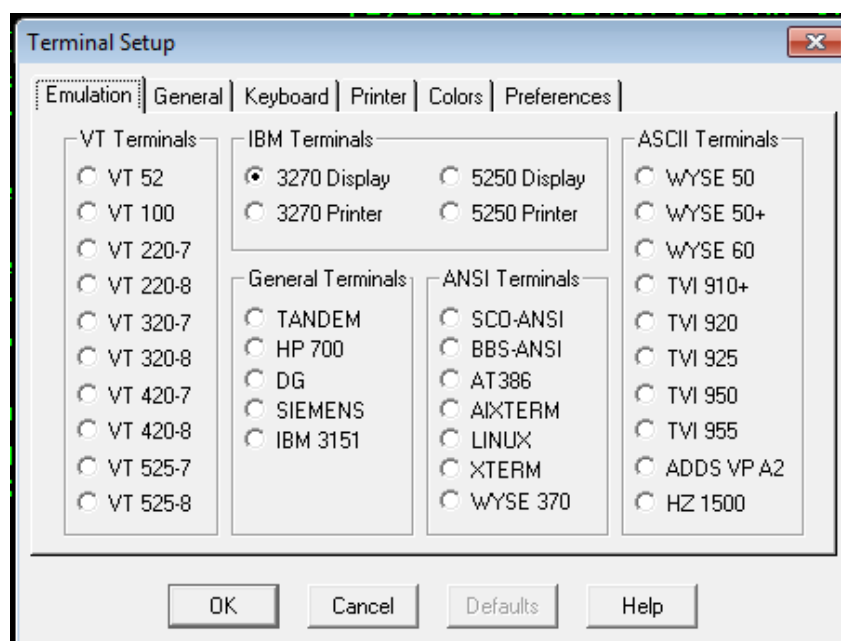 Terminal Setup
Emulation General Keyboard Printer Colors Preferences
VT Terminals
VT 52
VT 100
VT 220-7
VT 220-8
VT 320-7
VT 320-8
VT 420-7
VT 420-8
VT 525-7
VT 525-8
IBM Terminals
3270 Display 5250 Display
3270 Printer 5250 Printer
General Terminals
TANDEM
HP 700
DG
SIEMENS
IBM 3151
ANSI Terminals
SCO-ANSI
BBS-ANSI
AT386
AIXTERM
LINUX
XTERM
WYSE 370
ASCII Terminals
WYSE 50
WYSE 50+
WYSE 60
TVI 910+
TVI 920
TVI 925
TVI 950
TVI 955
ADDS VP A2
HZ 1500
OK Cancel Defaults Help